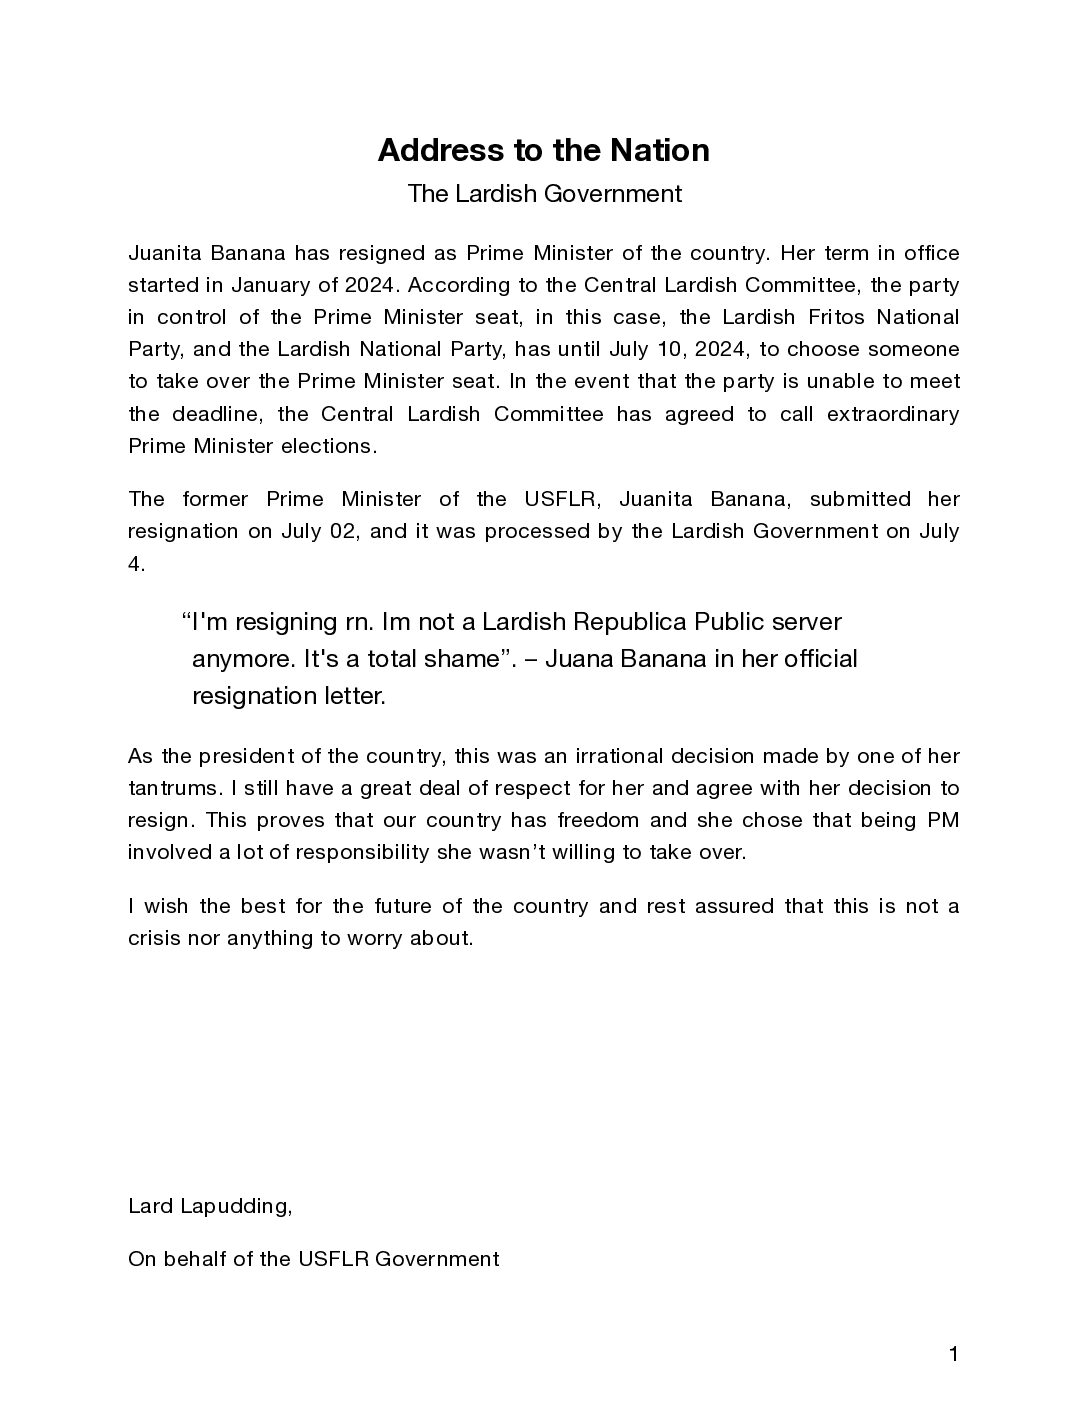 Address to the Nation
The Lardish Government
Juanita Banana has resigned as Prime Minister of the country. Her term in office
started in January of 2024. According to the Central Lardish Committee, the party
in control of the Prime Minister seat, in this case, the Lardish Fritos National
Party, and the Lardish National Party, has until July 10, 2024, to choose someone
to take over the Prime Minister seat. In the event that the party is unable to meet
the deadline, the Central Lardish Committee has agreed to call extraordinary
Prime Minister elections.
The former Prime Minister of the USFLR, Juanita Banana, submitted her
resignation on July 02, and it was processed by the Lardish Government on July
4.
“I'm resigning rn. Im not a Lardish Republica Public server
anymore. It's a total shame”. – Juana Banana in her official
resignation letter.
As the president of the country, this was an irrational decision made by one of her
tantrums. I still have a great deal of respect for her and agree with her decision to
resign. This proves that our country has freedom and she chose that being PM
involved a lot of responsibility she wasn’t willing to take over.
I wish the best for the future of the country and rest assured that this is not a
crisis nor anything to worry about.
Lard Lapudding,
On behalf of the USFLR Government
1